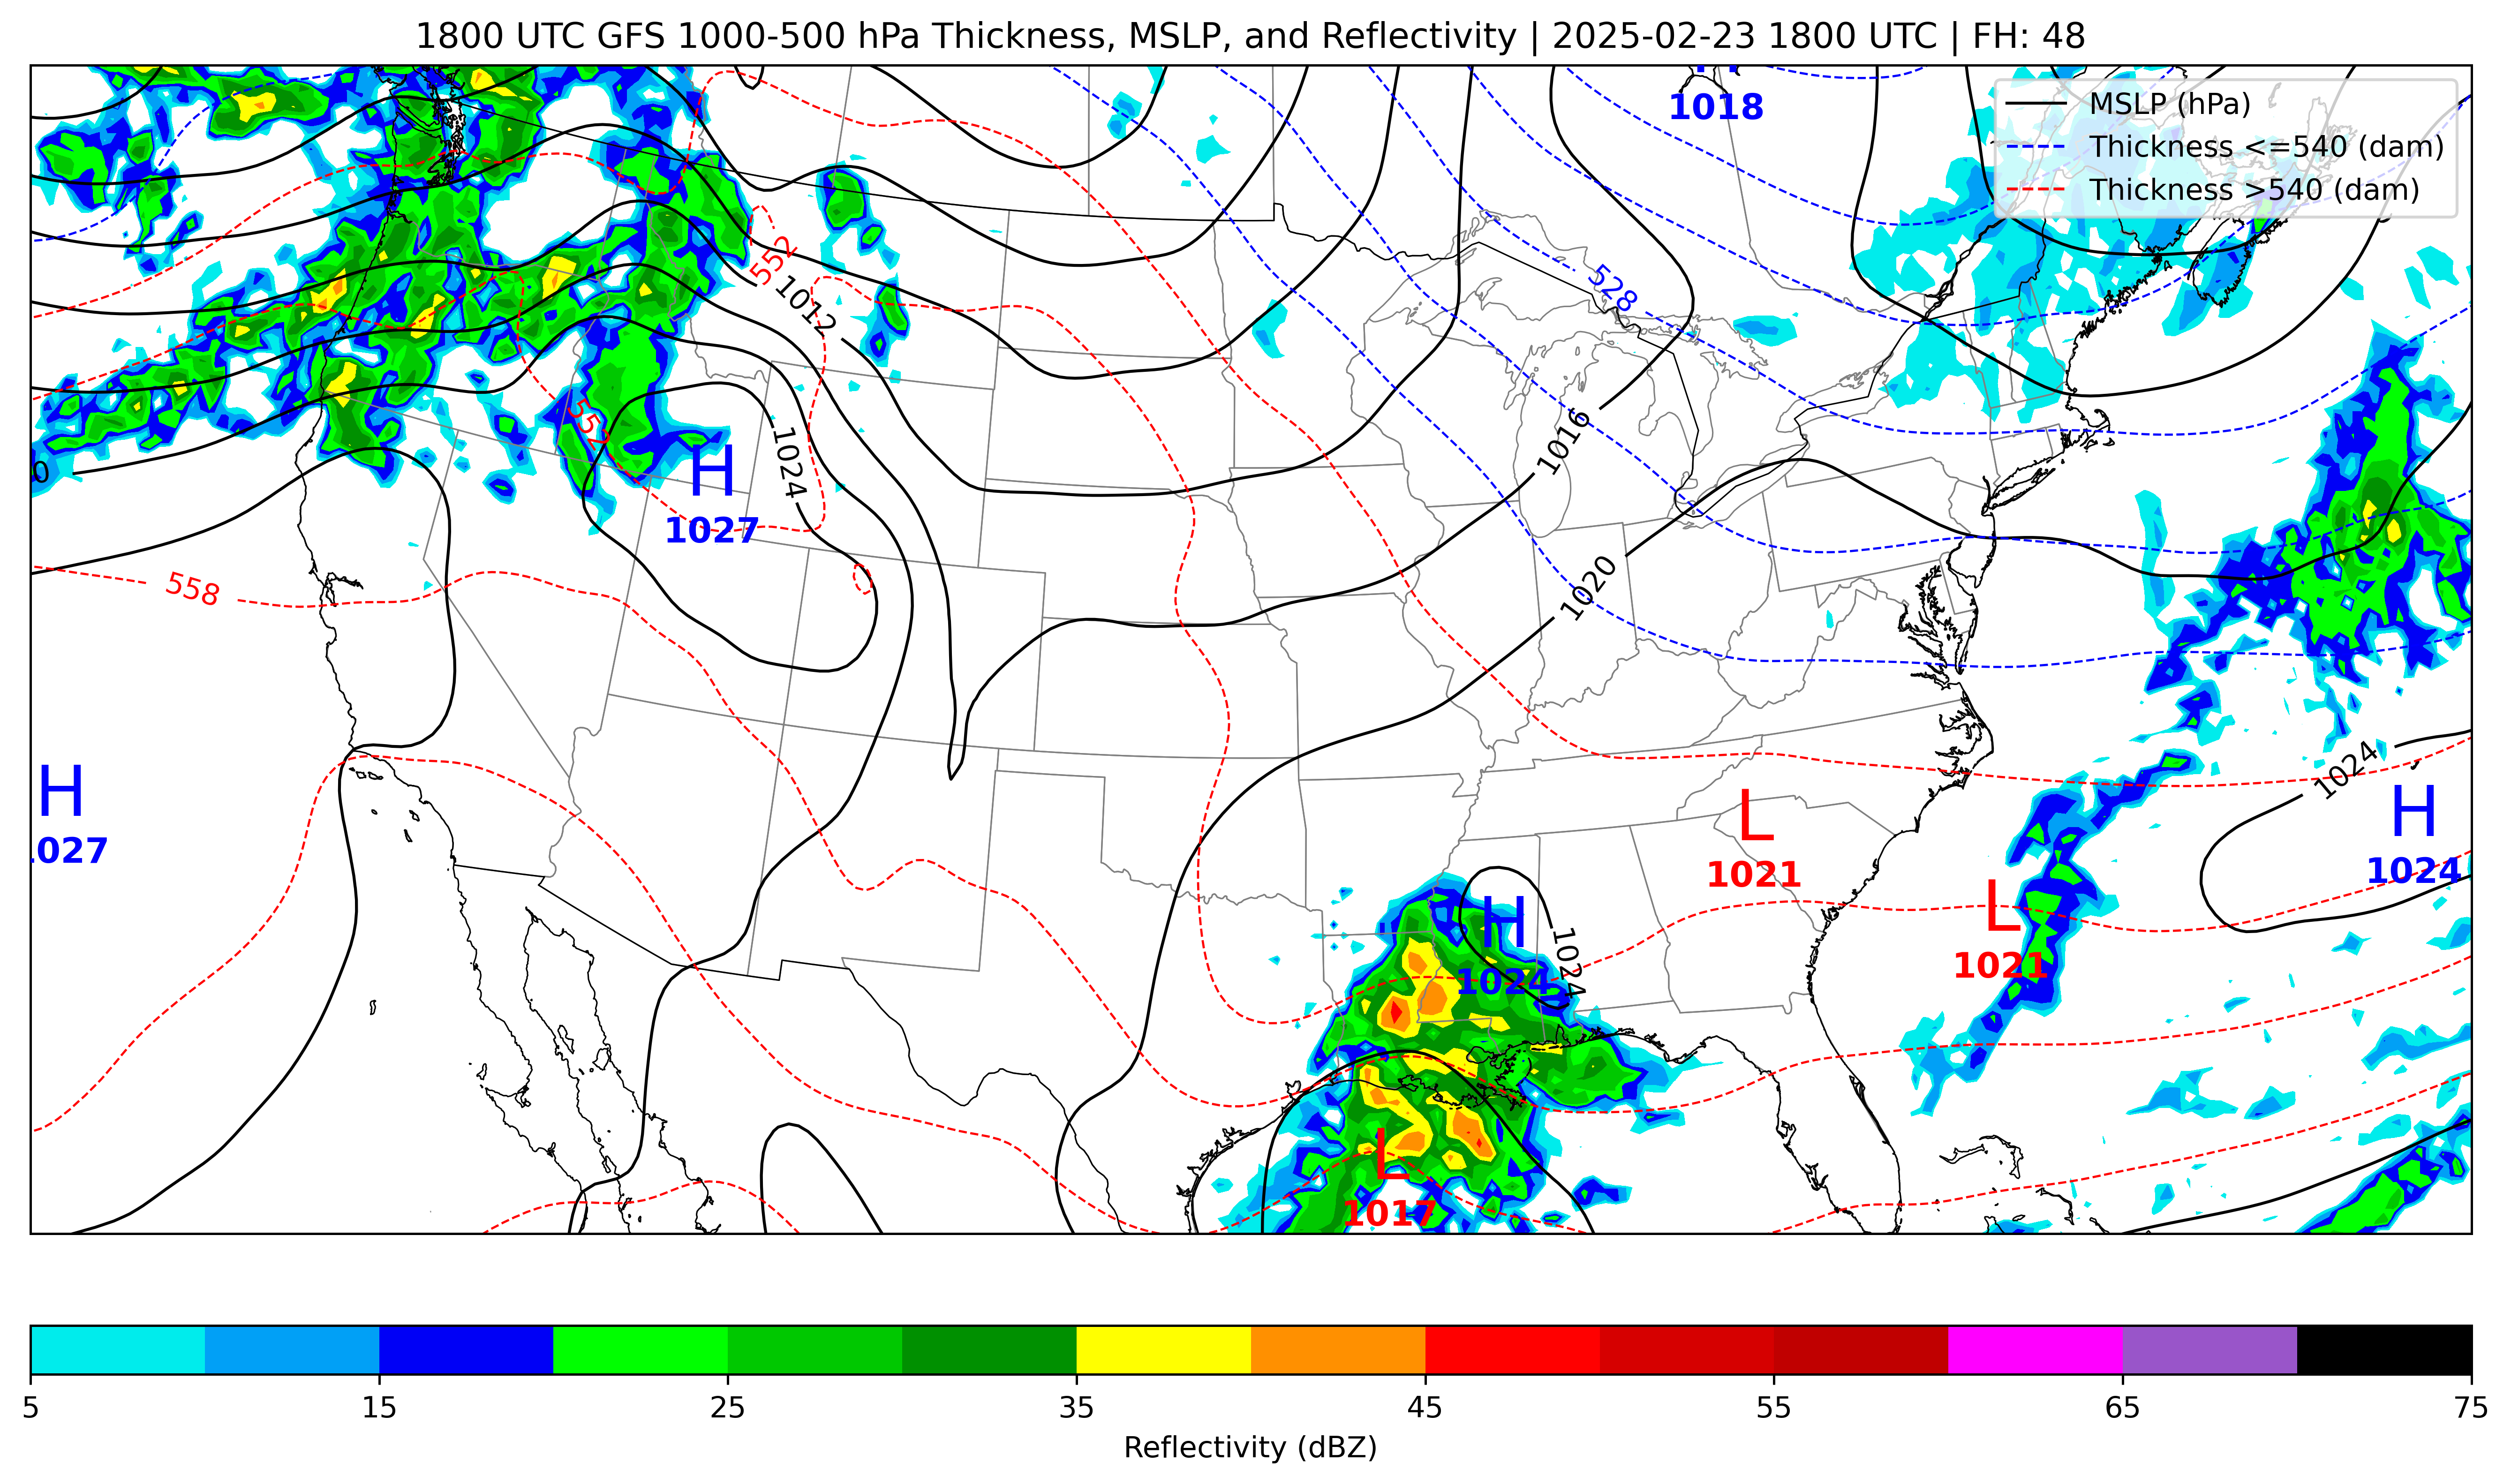 1800 UTC GFS 1000-500 hPa Thickness, MSLP, and Reflectivity | 2025-02-23 1800 UTC | FH: 48
MSLP (hPa)
Thickness <=540 (dam)
Thickness >540 (dam)
1018
552
1012
528
552
1016
1024
H
1027
0
558
1020
H
1027
1024
H
1024
L
1021
H
1024
1024
L
1021
L
1017
5 15 25 35 45 55 65 75
Reflectivity (dBZ)